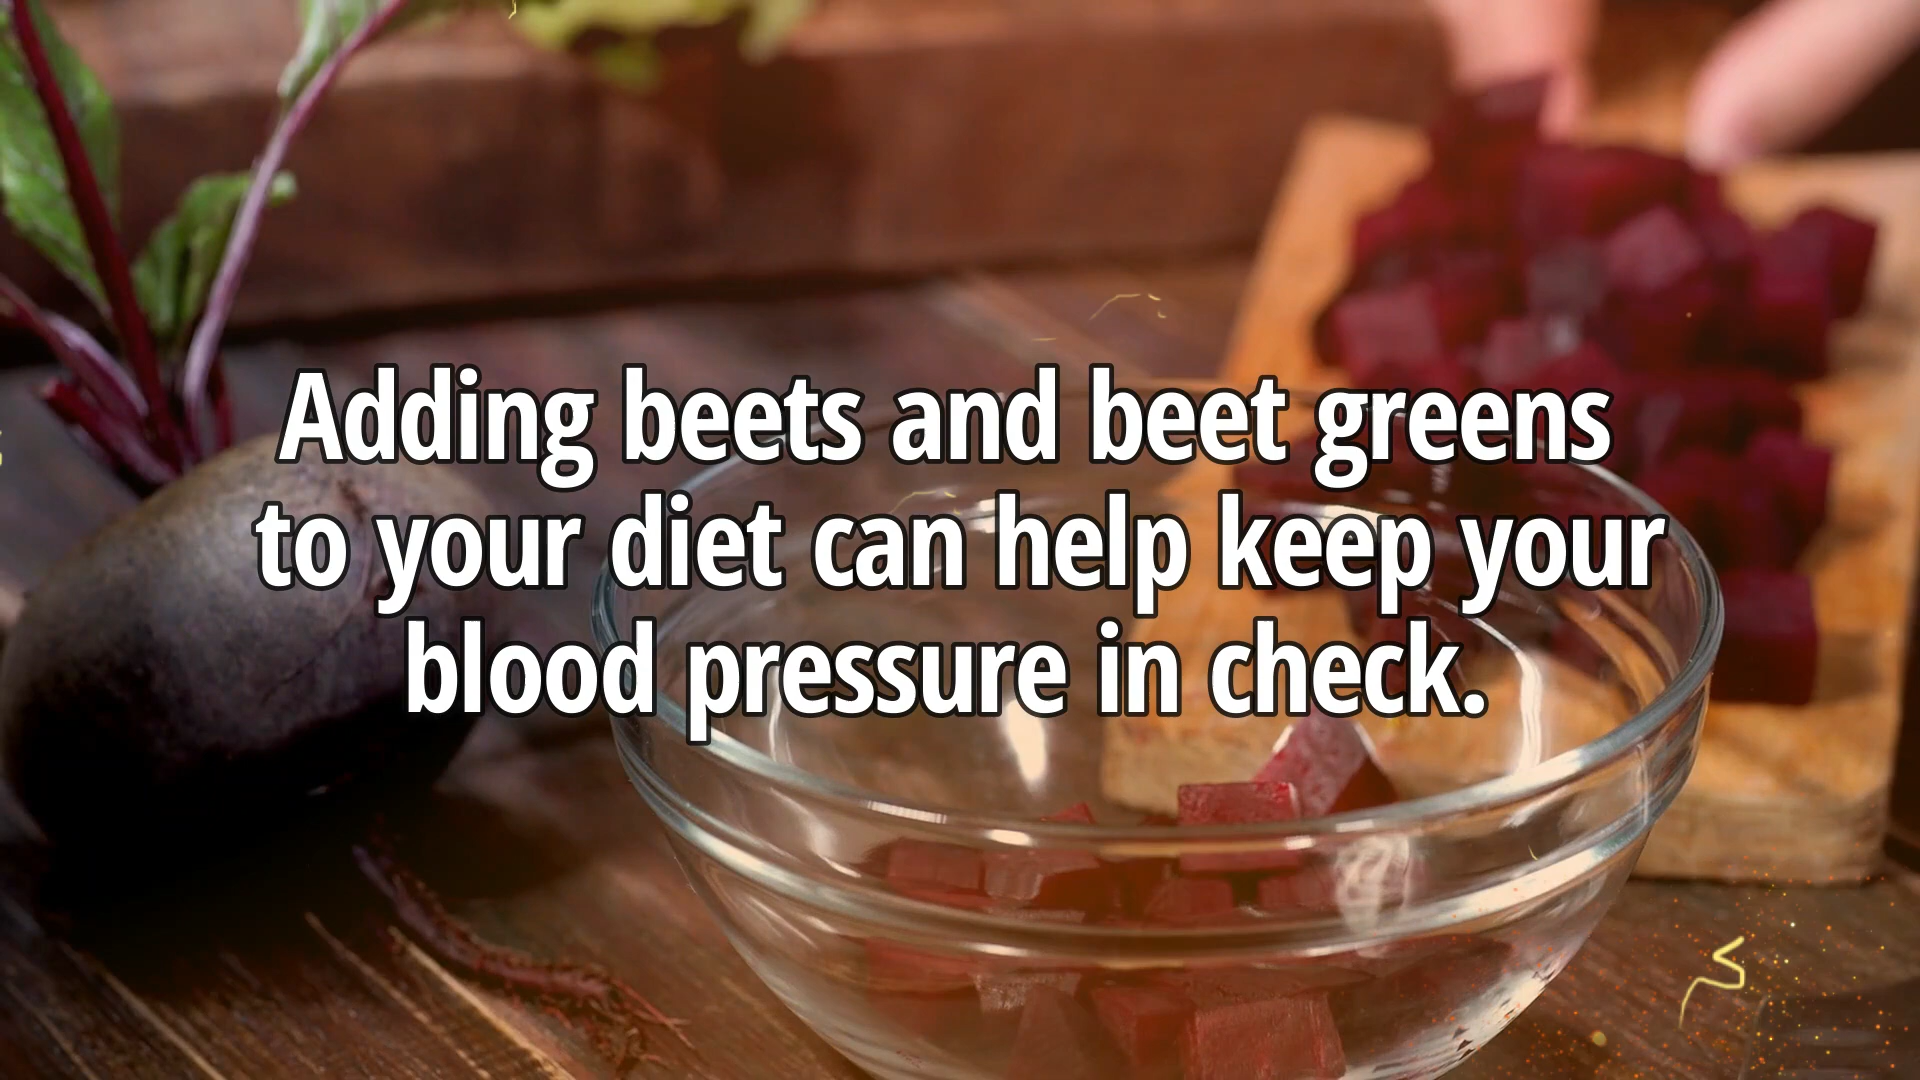 Adding beets and beet greens
to your diet can help keep your
blood pressure in check.